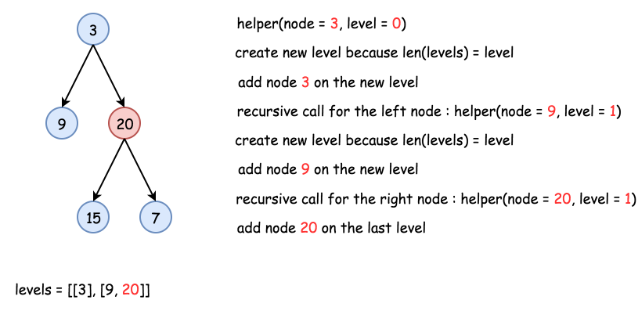 3
9
20
15
7
helper(node = 3, level = 0)
create new level because len(levels) = level
add node 3 on the new level
recursive call for the left node : helper(node = 9, level = 1)
create new level because len(levels) = level
add node 9 on the new level
recursive call for the right node : helper(node = 20, level = 1)
add node 20 on the last level
levels = [[3], [9, 20]]